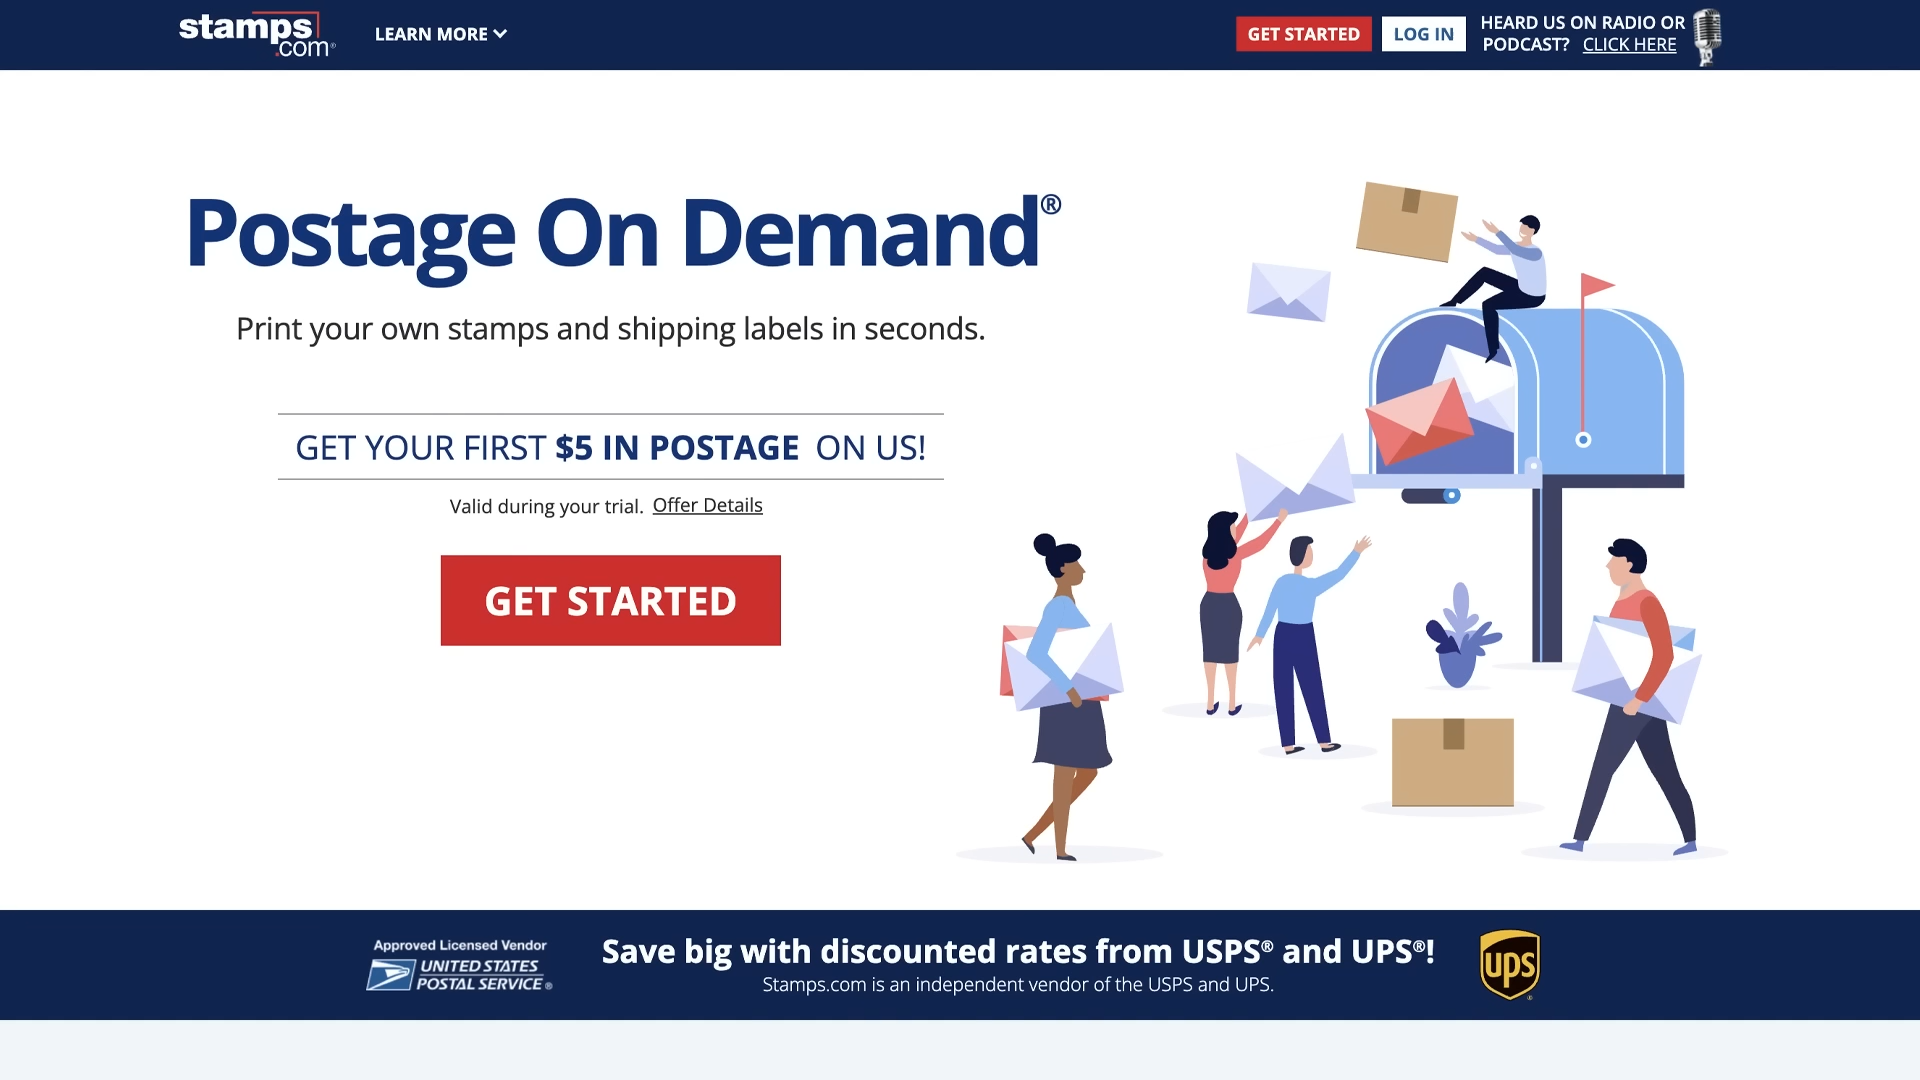 stamps
.com®
LEARN MORE
GET STARTED
LOG IN
HEARD US ON RADIO OR
PODCAST? CLICK HERE
Postage On Demand®
Print your own stamps and shipping labels in seconds.
GET YOUR FIRST $5 IN POSTAGE ON US!
Valid during your trial. Offer Details
GET STARTED
Approved Licensed Vendor
UNITED STATES
POSTAL SERVICE®
Save big with discounted rates from USPS® and UPS®!
Stamps.com is an independent vendor of the USPS and UPS.
ups